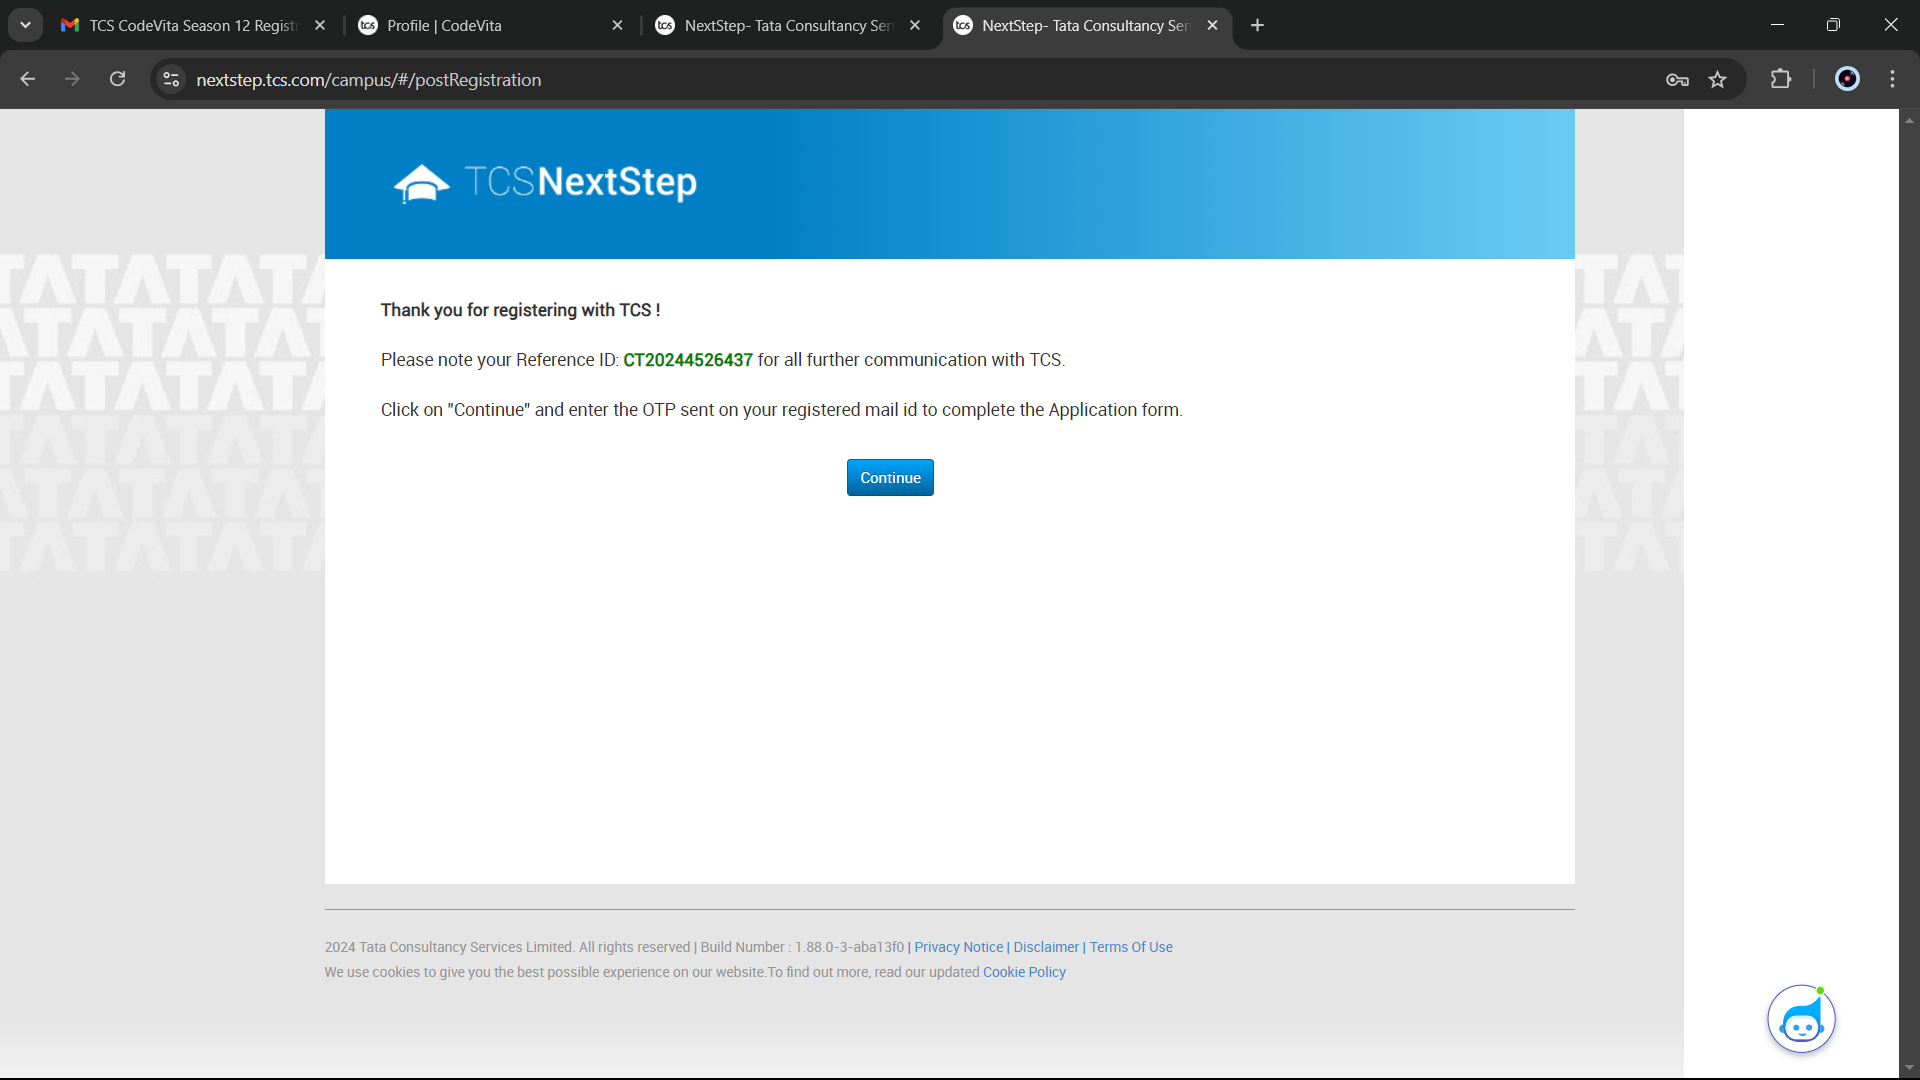 TCS CodeVita Season 12 Registr
Profile | CodeVita
NextStep- Tata Consultancy Ser
NextStep- Tata Consultancy Ser
nextstep.tcs.com/campus/#/postRegistration
TCSNextStep
Thank you for registering with TCS !
Please note your Reference ID: CT20244526437 for all further communication with TCS.
Click on "Continue" and enter the OTP sent on your registered mail id to complete the Application form.
Continue
2024 Tata Consultancy Services Limited. All rights reserved | Build Number : 1.88.0-3-aba13f0 | Privacy Notice | Disclaimer | Terms Of Use
We use cookies to give you the best possible experience on our website.To find out more, read our updated Cookie Policy